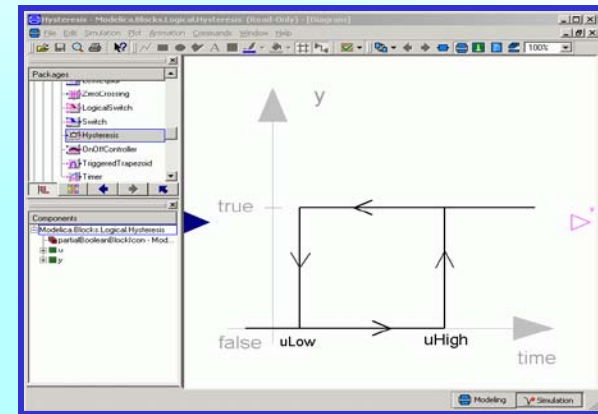 Hysteresis - Modelica.Blocks.Logical.Hysteresis (Read-Only) - [Diagram]
File Edit Simulation Plot Animation Commands Window Help
100%
Packages
LessEqual
ZeroCrossing
LogicalSwitch
Switch
Hysteresis
OnOffController
TriggeredTrapezoid
Timer
Components
Modelica.Blocks.Logical.Hysteresis
partialBooleanBlockIcon - Mod...
u
y
y
true
false
uLow
uHigh
time
Modeling
Simulation